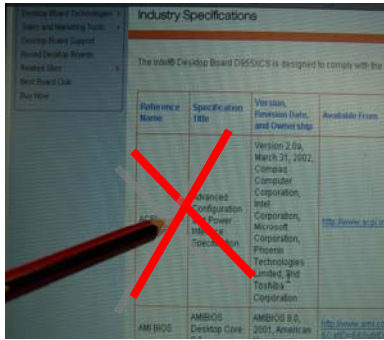 Desktop Board Technologies
Video and Marketing Tools
Desktop Board Support
Boxed Desktop Boards
Related Sites
Best Board Club
Buy Now
Industry Specifications
The Intel® Desktop Board D955XCS is designed to comply with the
Reference Name
Specification Title
Version,
Revision Date,
and Ownership
Available From
ACPI
Advanced
Configuration
Power
Specification
Version 2.0a,
March 31, 2002,
Compaq
Computer
Corporation,
Intel
Corporation,
Microsoft
Corporation,
Phoenix
Technologies
Limited, and
Toshiba
Corporation
http://www.acpi.
AMI BIOS
AMIBIOS
Desktop Core
AMIBIOS 8.0,
2001, American
http://www.ami.co